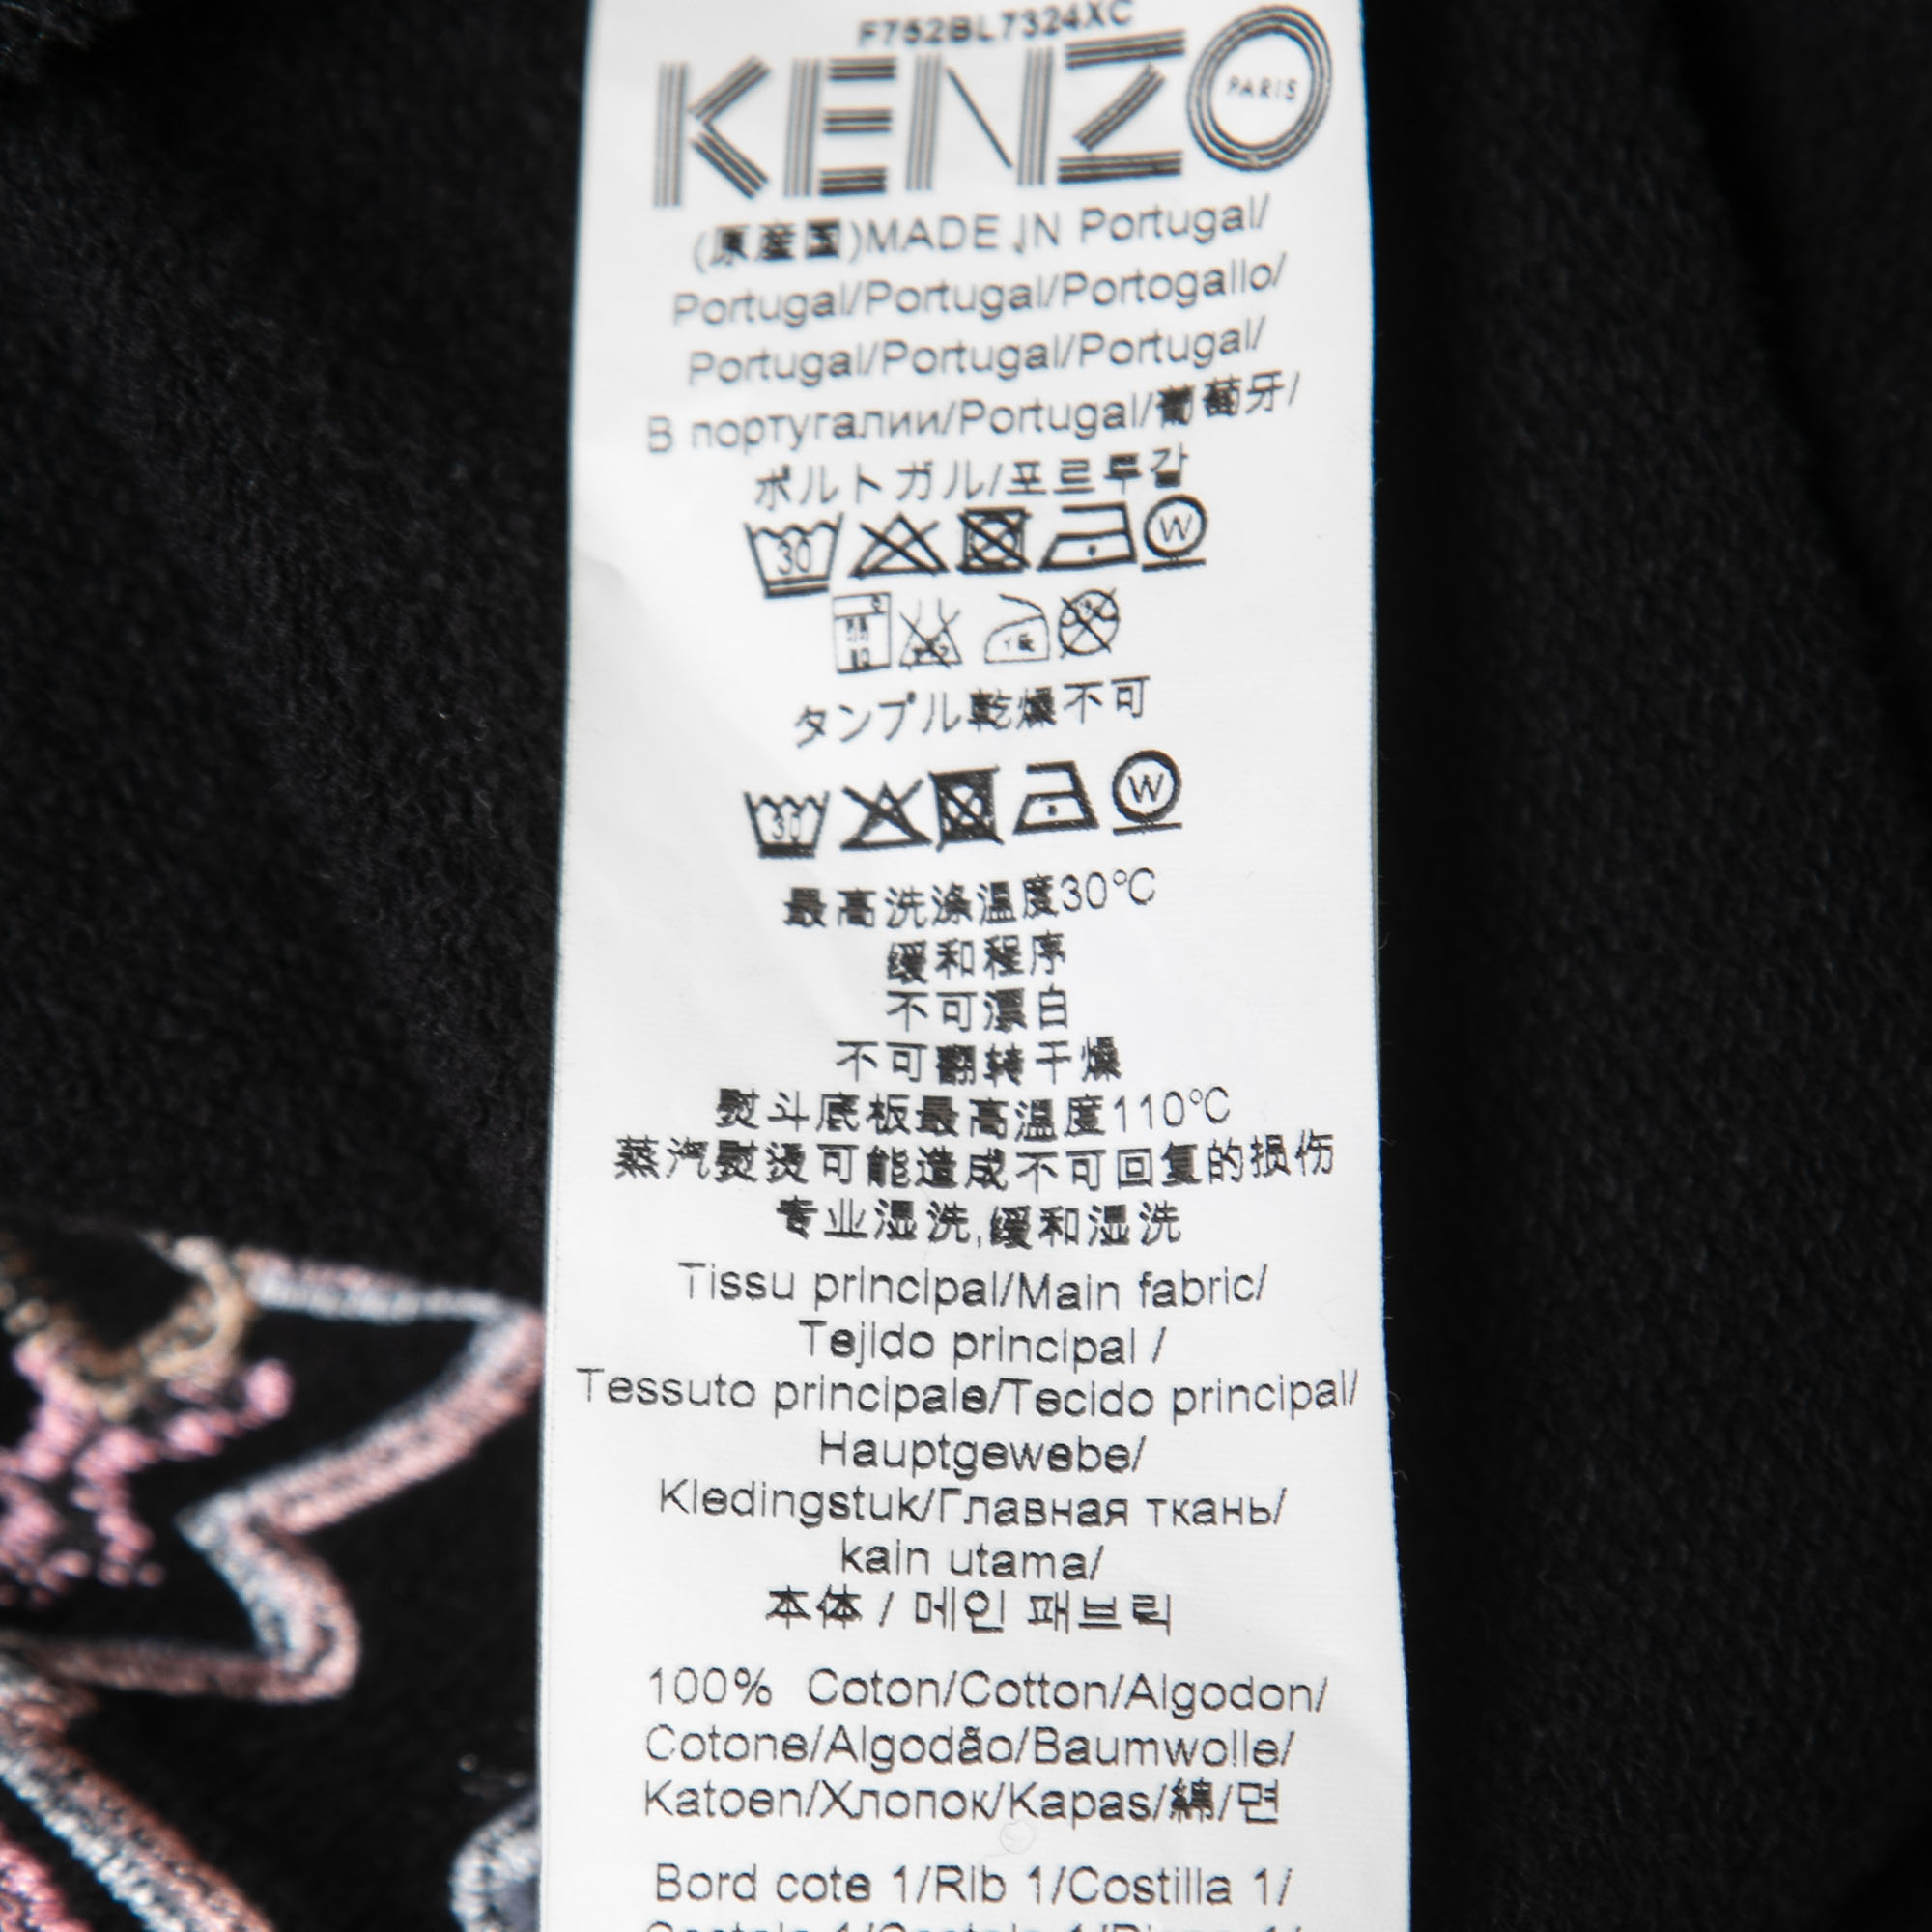 F752BL7324XC
KENZO
PARIS
(原産国)MADE IN Portugal/
Portugal/Portugal/Portogallo/
Portugal/Portugal/Portugal/
В португалии/Portugal/葡萄牙/
ポルトガル/포르투갈
30 W
タンブル乾燥不可
30 W
最高洗涤温度30°C
缓和程序
不可漂白
不可翻转干燥
熨斗底板最高温度110°C
蒸汽熨烫可能造成不可回复的损伤
专业湿洗,缓和湿洗
Tissu principal/Main fabric/
Tejido principal /
Tessuto principale/Tecido principal/
Hauptgewebe/
Kledingstuk/Главная ткань/
kain utama/
本体 / 메인 패브릭
100% Coton/Cotton/Algodon/
Cotone/Algodão/Baumwolle/
Katoen/Хлопок/Kapas/綿/면
Bord cote 1/Rib 1/Costilla 1/